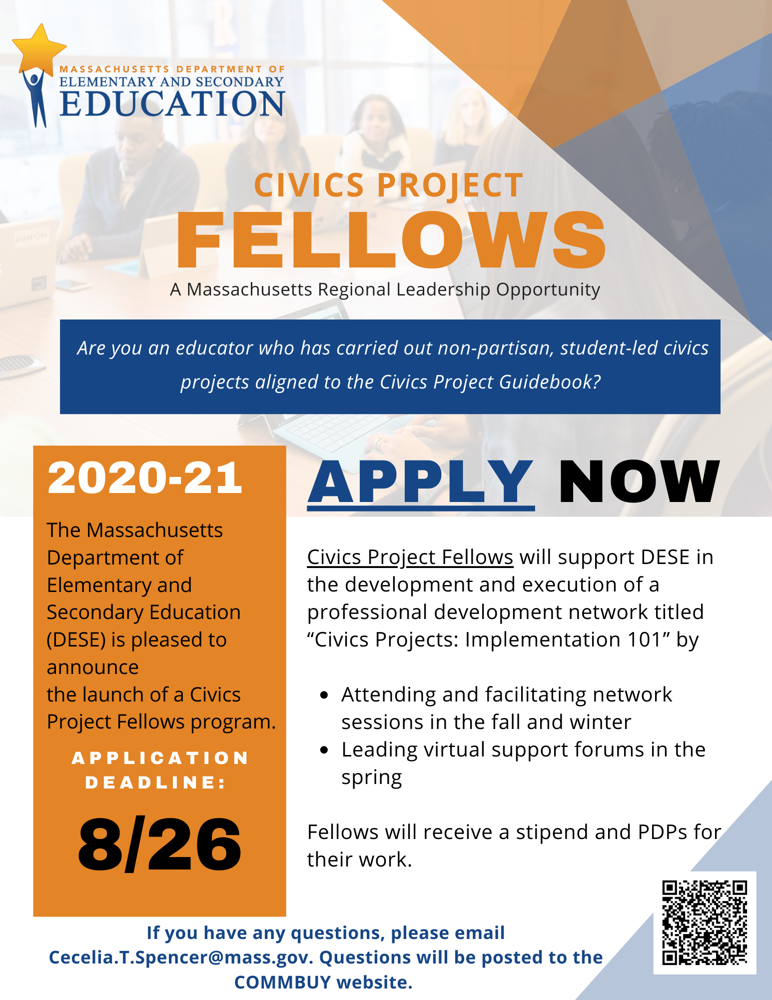 MASSACHUSETTS DEPARTMENT OF
ELEMENTARY AND SECONDARY
EDUCATION
CIVICS PROJECT
FELLOWS
A Massachusetts Regional Leadership Opportunity
Are you an educator who has carried out non-partisan, student-led civics
projects aligned to the Civics Project Guidebook?
2020-21
The Massachusetts
Department of
Elementary and
Secondary Education
(DESE) is pleased to
announce
the launch of a Civics
Project Fellows program.
APPLICATION
DEADLINE:
8/26
APPLY NOW
Civics Project Fellows will support DESE in
the development and execution of a
professional development network titled
“Civics Projects: Implementation 101” by
• Attending and facilitating network
sessions in the fall and winter
• Leading virtual support forums in the
spring
Fellows will receive a stipend and PDPs for
their work.
If you have any questions, please email
Cecelia.T.Spencer@mass.gov. Questions will be posted to the
COMMBUY website.